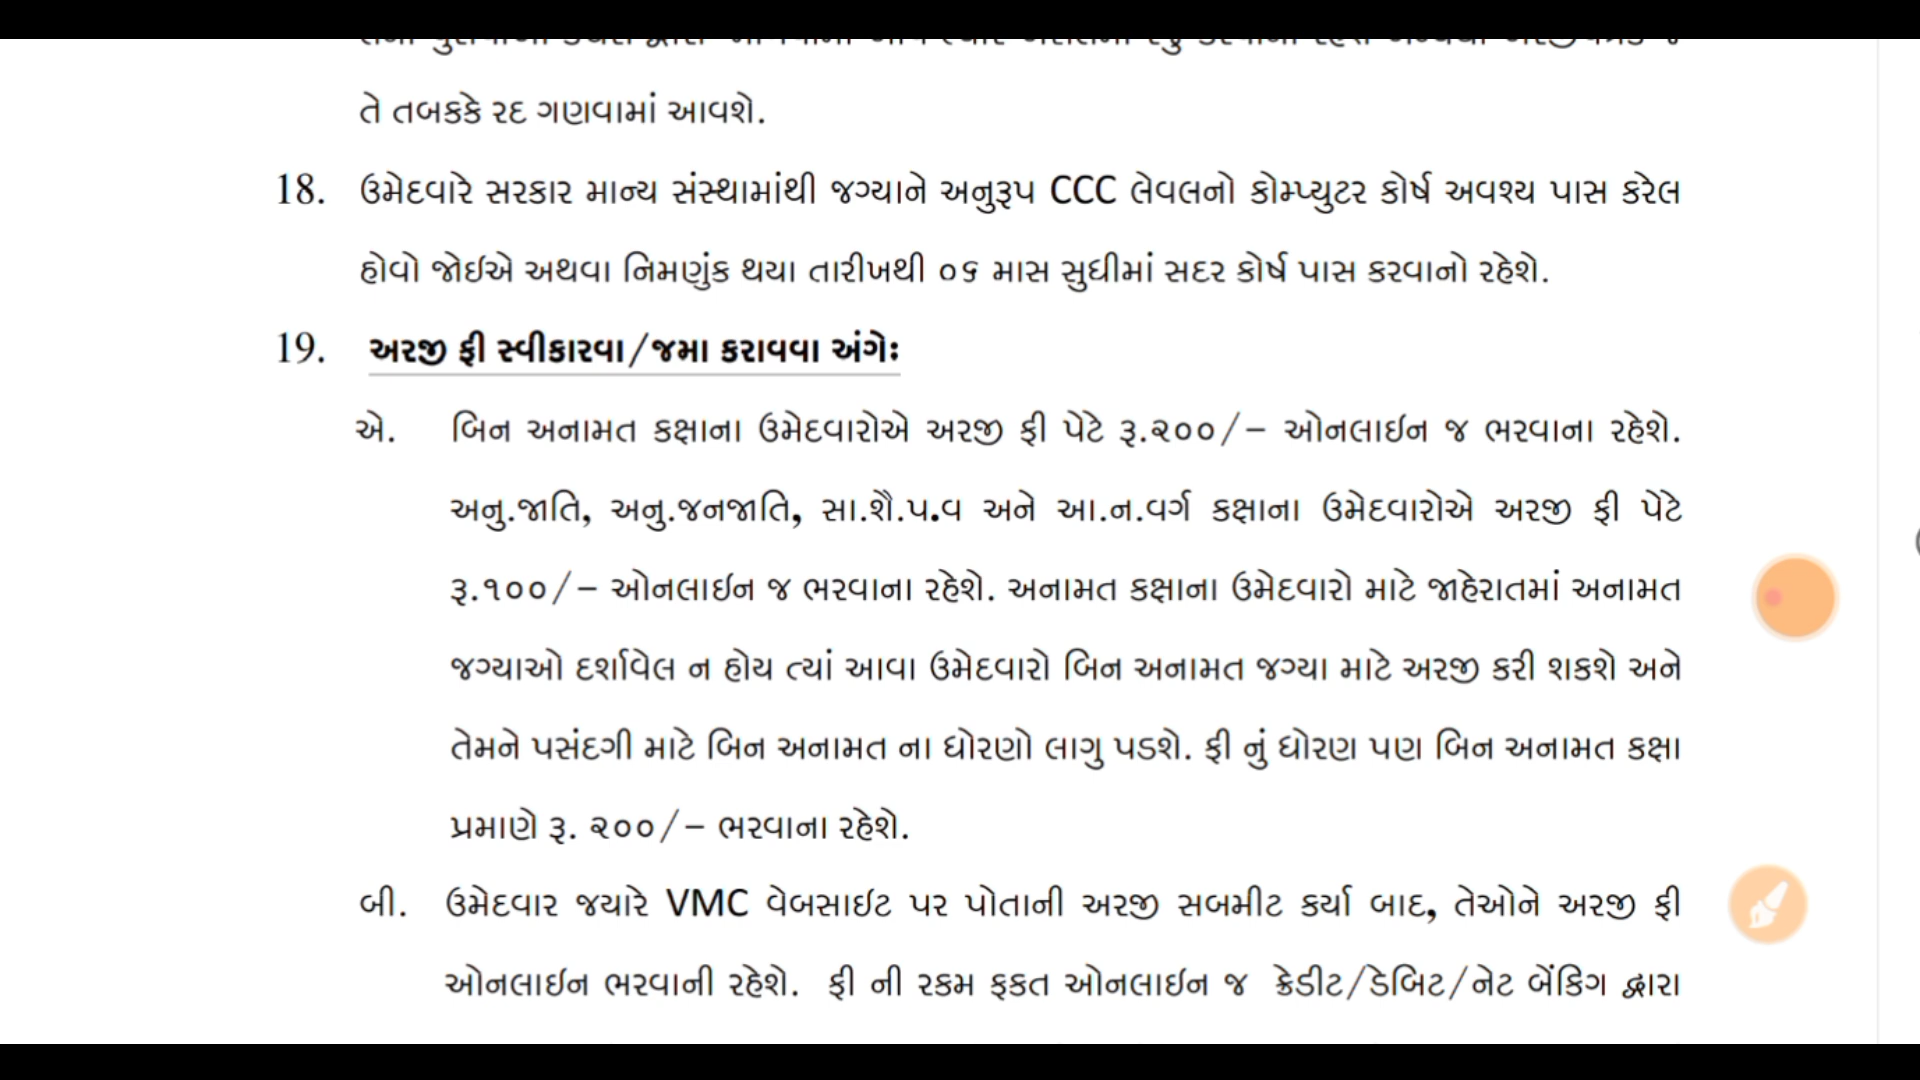 તે તબકકે રદ ગણવામાં આવશે.
18. ઉમેદવારે સરકાર માન્ય સંસ્થામાંથી જગ્યાને અનુરૂપ CCC લેવલનો કોમ્પ્યુટર કોર્ષ અવશ્ય પાસ કરેલ
હોવો જોઈએ અથવા નિમણુંક થયા તારીખથી ૦૬ માસ સુધીમાં સદર કોર્ષ પાસ કરવાનો રહેશે.
19. અરજી ફી સ્વીકારવા/જમા કરાવવા અંગેઃ
એ. બિન અનામત કક્ષાના ઉમેદવારોએ અરજી ફી પેટે રૂ.૨૦૦/– ઓનલાઈન જ ભરવાના રહેશે.
અનુ.જાતિ, અનુ.જનજાતિ, સા.શૈ.પ.વ અને આ.ન.વર્ગ કક્ષાના ઉમેદવારોએ અરજી ફી પેટે
રૂ.૧૦૦/– ઓનલાઈન જ ભરવાના રહેશે. અનામત કક્ષાના ઉમેદવારો માટે જાહેરાતમાં અનામત
જગ્યાઓ દર્શાવેલ ન હોય ત્યાં આવા ઉમેદવારો બિન અનામત જગ્યા માટે અરજી કરી શકશે અને
તેમને પસંદગી માટે બિન અનામત ના ધોરણો લાગુ પડશે. ફી નું ધોરણ પણ બિન અનામત કક્ષા
પ્રમાણે રૂ. ૨૦૦/– ભરવાના રહેશે.
બી. ઉમેદવાર જયારે VMC વેબસાઈટ પર પોતાની અરજી સબમીટ કર્યા બાદ, તેઓને અરજી ફી
ઓનલાઈન ભરવાની રહેશે. ફી ની રકમ ફકત ઓનલાઈન જ ક્રેડીટ/ડેબિટ/નેટ બેંકિગ દ્વારા